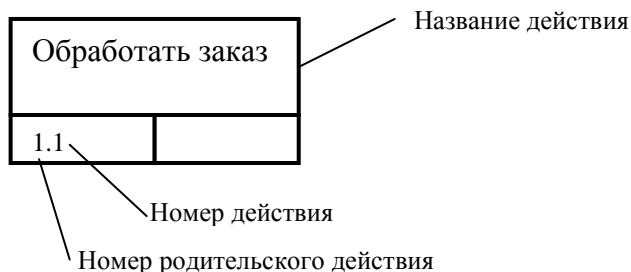 Название действия
Обработать заказ
1.1
Номер действия
Номер родительского действия